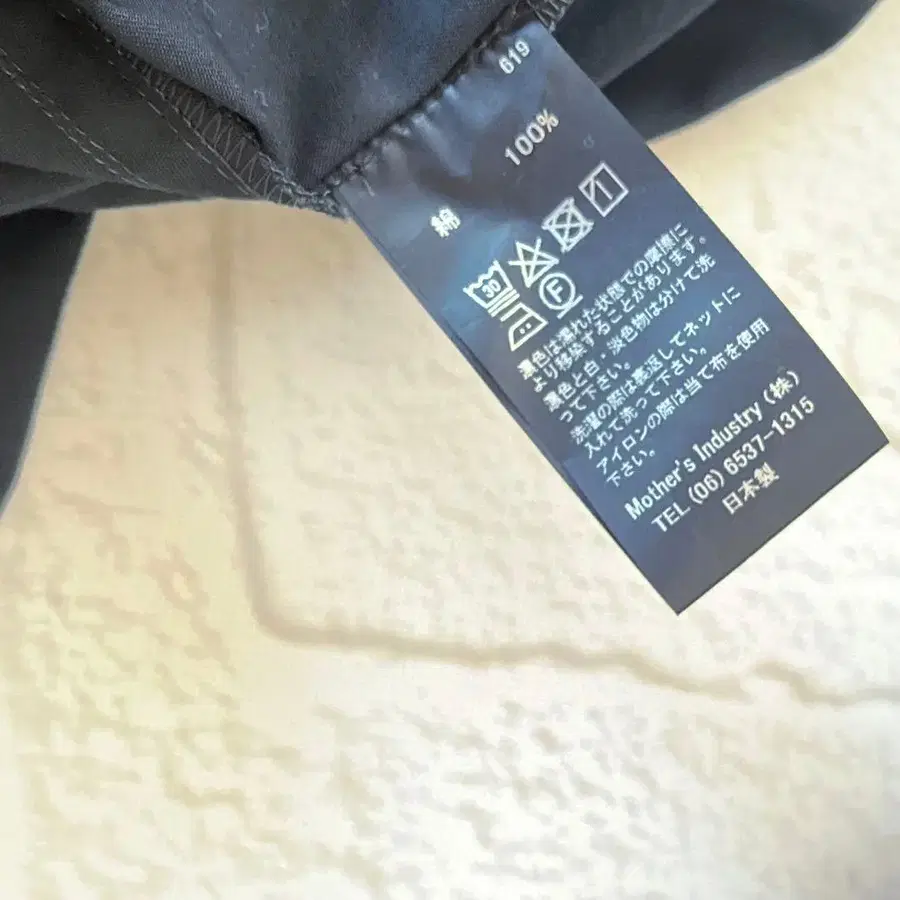 619
綿 100%
30
F
濃色は濡れた状態での摩擦に
より移染することがあります。
濃色と白・淡色物は分けて洗
って下さい。
洗濯の際は裏返してネットに
入れて洗って下さい。
アイロンの際は当て布を使用
下さい。
Mother's Industry (株)
TEL (06) 6537-1315
日本製